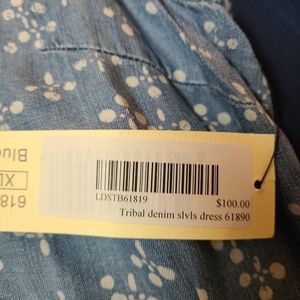 LDSTB61819
$100.00
Tribal denim slvls dress 61890
618
XL
Blu